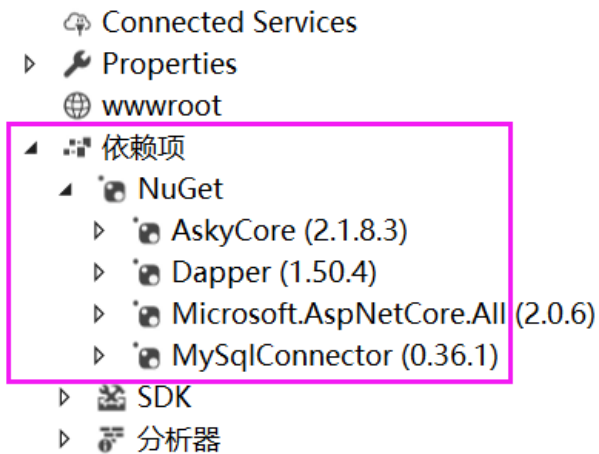 Connected Services
Properties
wwwroot
依赖项
NuGet
AskyCore (2.1.8.3)
Dapper (1.50.4)
Microsoft.AspNetCore.All (2.0.6)
MySqlConnector (0.36.1)
SDK
分析器